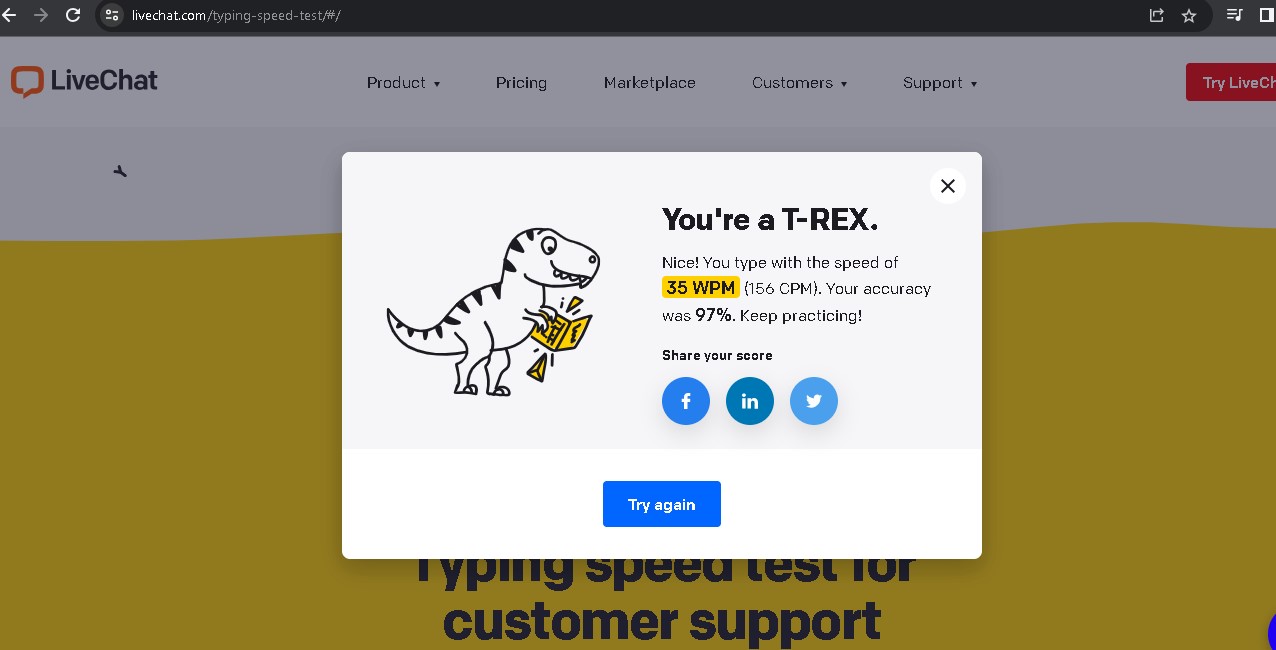 livechat.com/typing-speed-test/#/
LiveChat
Product Pricing Marketplace Customers Support
Try LiveCh
You're a T-REX.
Nice! You type with the speed of
35 WPM (156 CPM). Your accuracy
was 97%. Keep practicing!
Share your score
f in
Try again
Typing speed test for
customer support